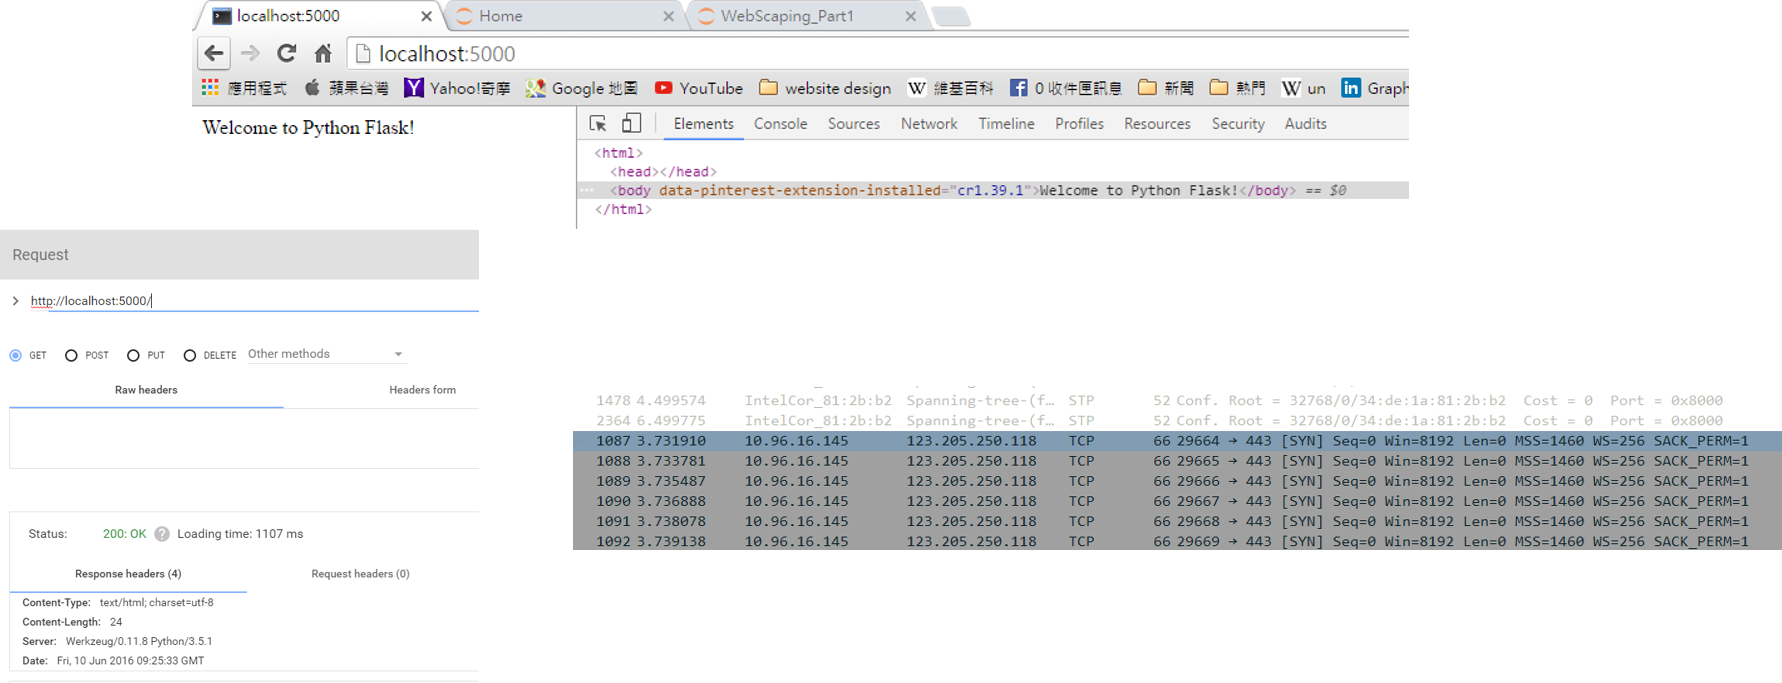 localhost:5000 Home WebScaping_Part1
localhost:5000
應用程式 蘋果台灣 Yahoo!奇摩 Google 地圖 YouTube website design 維基百科 0 收件匣訊息 新聞 熱門 un Graph
Welcome to Python Flask!
Elements Console Sources Network Timeline Profiles Resources Security Audits
<html>
<head></head>
<body data-pinterest-extension-installed="cr1.39.1">Welcome to Python Flask!</body> == $0
</html>
Request
http://localhost:5000/
GET POST PUT DELETE Other methods
Raw headers Headers form
Status: 200: OK Loading time: 1107 ms
Response headers (4) Request headers (0)
Content-Type: text/html; charset=utf-8
Content-Length: 24
Server: Werkzeug/0.11.8 Python/3.5.1
Date: Fri, 10 Jun 2016 09:25:33 GMT
1478 4.499574 IntelCor_81:2b:b2 Spanning-tree-(f… STP 52 Conf. Root = 32768/0/34:de:1a:81:2b:b2 Cost = 0 Port = 0x8000
2364 6.499775 IntelCor_81:2b:b2 Spanning-tree-(f… STP 52 Conf. Root = 32768/0/34:de:1a:81:2b:b2 Cost = 0 Port = 0x8000
1087 3.731910 10.96.16.145 123.205.250.118 TCP 66 29664 → 443 [SYN] Seq=0 Win=8192 Len=0 MSS=1460 WS=256 SACK_PERM=1
1088 3.733781 10.96.16.145 123.205.250.118 TCP 66 29665 → 443 [SYN] Seq=0 Win=8192 Len=0 MSS=1460 WS=256 SACK_PERM=1
1089 3.735487 10.96.16.145 123.205.250.118 TCP 66 29666 → 443 [SYN] Seq=0 Win=8192 Len=0 MSS=1460 WS=256 SACK_PERM=1
1090 3.736888 10.96.16.145 123.205.250.118 TCP 66 29667 → 443 [SYN] Seq=0 Win=8192 Len=0 MSS=1460 WS=256 SACK_PERM=1
1091 3.738078 10.96.16.145 123.205.250.118 TCP 66 29668 → 443 [SYN] Seq=0 Win=8192 Len=0 MSS=1460 WS=256 SACK_PERM=1
1092 3.739138 10.96.16.145 123.205.250.118 TCP 66 29669 → 443 [SYN] Seq=0 Win=8192 Len=0 MSS=1460 WS=256 SACK_PERM=1